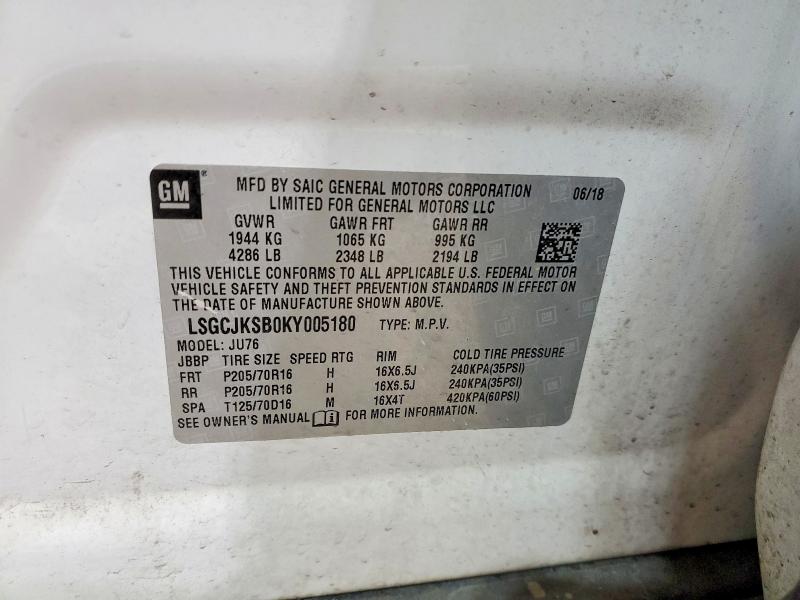 GM®
MFD BY SAIC GENERAL MOTORS CORPORATION 06/18
LIMITED FOR GENERAL MOTORS LLC
GVWR GAWR FRT GAWR RR
1944 KG 1065 KG 995 KG
4286 LB 2348 LB 2194 LB
THIS VEHICLE CONFORMS TO ALL APPLICABLE U.S. FEDERAL MOTOR
VEHICLE SAFETY AND THEFT PREVENTION STANDARDS IN EFFECT ON
THE DATE OF MANUFACTURE SHOWN ABOVE.
LSGCJKSB0KY005180 TYPE: M.P.V.
MODEL: JU76
JBBP TIRE SIZE SPEED RTG RIM COLD TIRE PRESSURE
FRT P205/70R16 H 16X6.5J 240KPA(35PSI)
RR P205/70R16 H 16X6.5J 240KPA(35PSI)
SPA T125/70D16 M 16X4T 420KPA(60PSI)
SEE OWNER'S MANUAL FOR MORE INFORMATION.